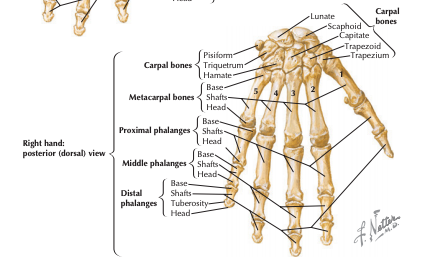 Lunate
Scaphoid
Capitate
Trapezoid
Trapezium
Carpal
bones
Carpal bones
Pisiform
Triquetrum
Hamate
Metacarpal bones
Base
Shafts
Head
Proximal phalanges
Base
Shafts
Head
Middle phalanges
Base
Shafts
Head
Distal
phalanges
Base
Shafts
Tuberosity
Head
Right hand:
posterior (dorsal) view
5
4
3
2
1
F. Netter
M.D.